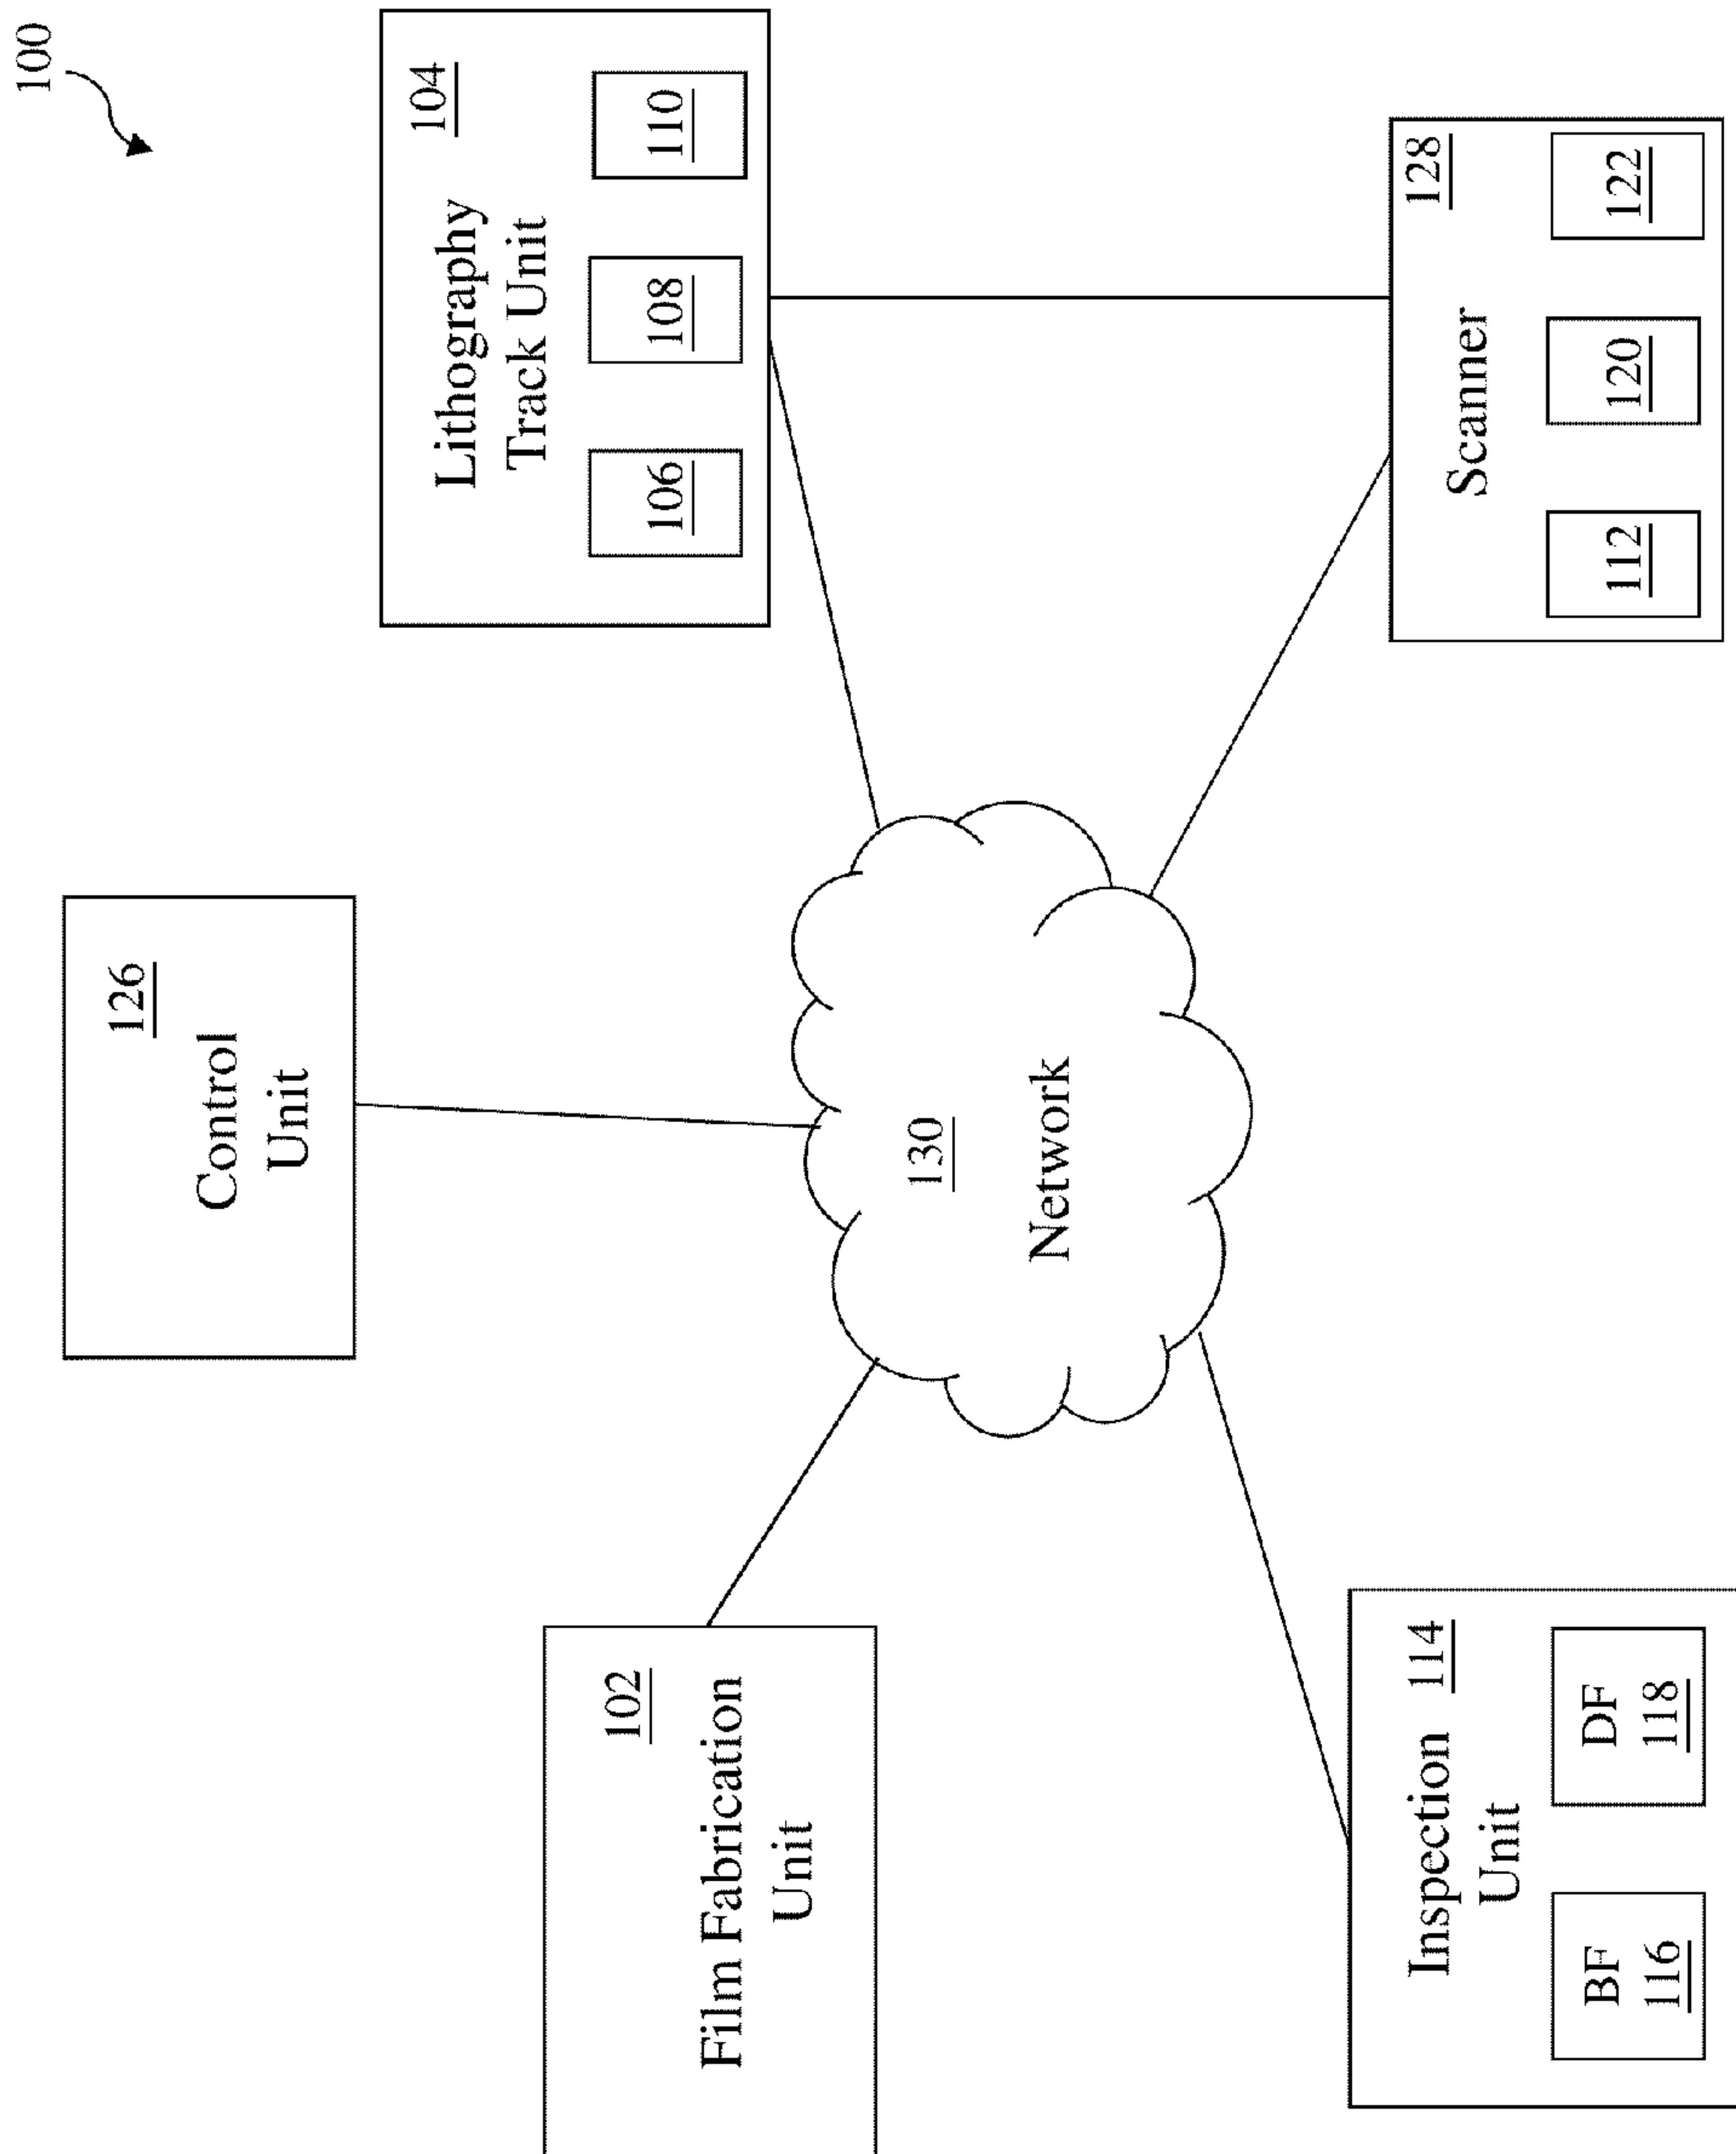 100
126
Control
Unit
104
Lithography
Track Unit
106
108
110
102
Film Fabrication
Unit
130
Network
Inspection 114
Unit
BF
116
DF
118
128
Scanner
112
120
122